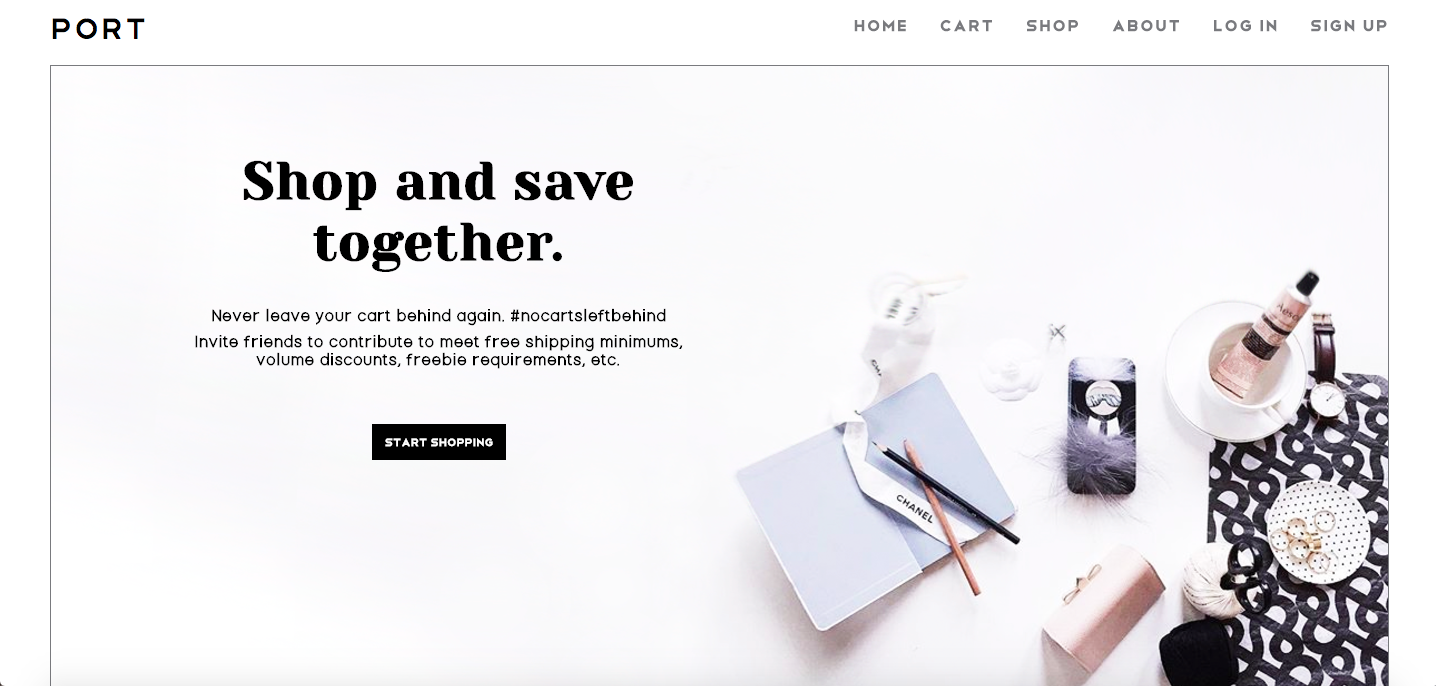 PORT
HOME CART SHOP ABOUT LOG IN SIGN UP
Shop and save
together.
Never leave your cart behind again. #nocartsleftbehind
Invite friends to contribute to meet free shipping minimums,
volume discounts, freebie requirements, etc.
START SHOPPING
Aesop
CHANEL